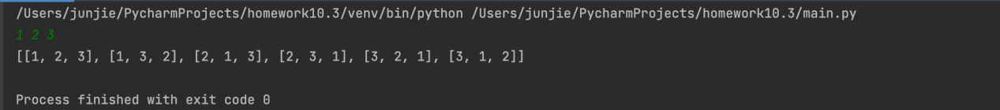 /Users/junjie/PycharmProjects/homework10.3/venv/bin/python /Users/junjie/PycharmProjects/homework10.3/main.py
1 2 3
[[1, 2, 3], [1, 3, 2], [2, 1, 3], [2, 3, 1], [3, 2, 1], [3, 1, 2]]
Process finished with exit code 0